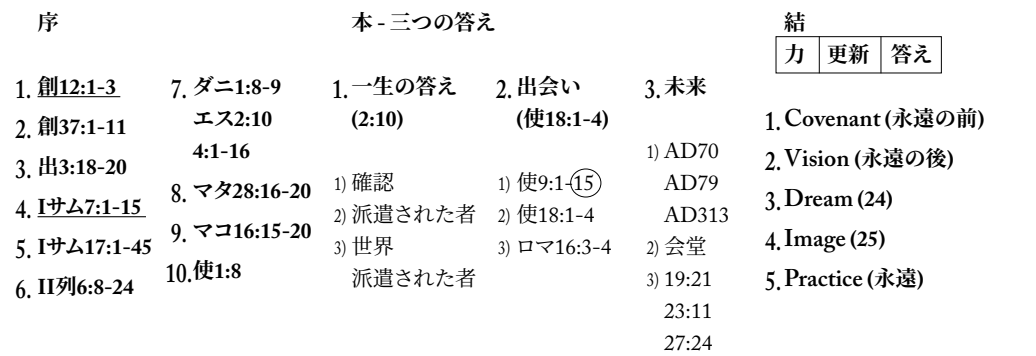 序
1. 創12:1-3
2. 創37:1-11
3. 出3:18-20
4. Iサム7:1-15
5. Iサム17:1-45
6. II列6:8-24
7. ダニ1:8-9
エス2:10
4:1-16
8. マタ28:16-20
9. マコ16:15-20
10. 使1:8
本 - 三つの答え
1. 一生の答え
(2:10)
1) 確認
2) 派遣された者
3) 世界
派遣された者
2. 出会い
(使18:1-4)
1) 使9:1-15
2) 使18:1-4
3) ロマ16:3-4
3. 未来
1) AD70
AD79
AD313
2) 会堂
3) 19:21
23:11
27:24
結
力 更新 答え
1. Covenant (永遠の前)
2. Vision (永遠の後)
3. Dream (24)
4. Image (25)
5. Practice (永遠)